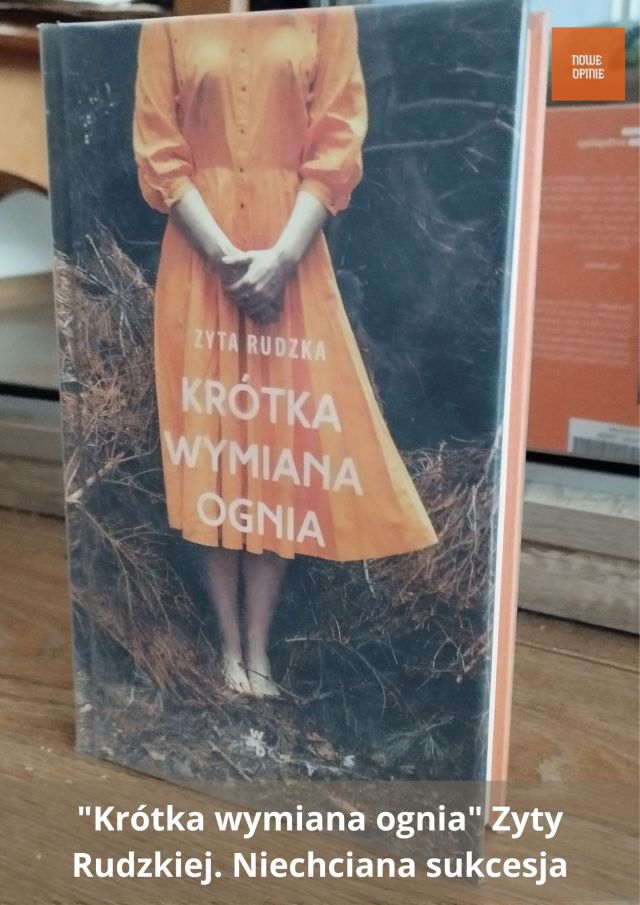 NOWE
OPINIE
ZYTA RUDZKA
KRÓTKA
WYMIANA
OGNIA
W
A
B
"Krótka wymiana ognia" Zyty
Rudzkiej. Niechciana sukcesja